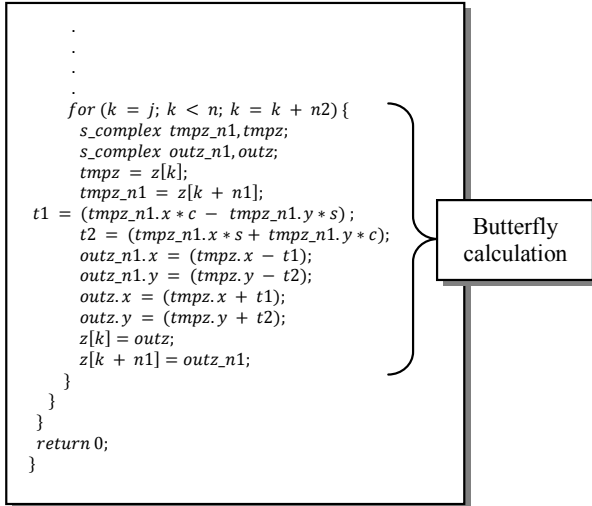 .
.
.
.
for (k = j; k < n; k = k + n2) {
s_complex tmpz_n1, tmpz;
s_complex outz_n1, outz;
tmpz = z[k];
tmpz_n1 = z[k + n1];
t1 = (tmpz_n1.x * c − tmpz_n1.y * s);
t2 = (tmpz_n1.x * s + tmpz_n1.y * c);
outz_n1.x = (tmpz.x − t1);
outz_n1.y = (tmpz.y − t2);
outz.x = (tmpz.x + t1);
outz.y = (tmpz.y + t2);
z[k] = outz;
z[k + n1] = outz_n1;
}
}
}
return 0;
}
Butterfly
calculation